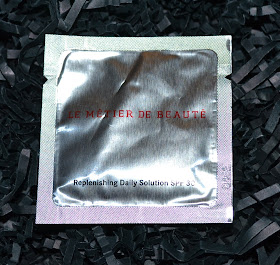 LE MÉTIER DE BEAUTÉ
Replenishing Daily Solution SPF 30